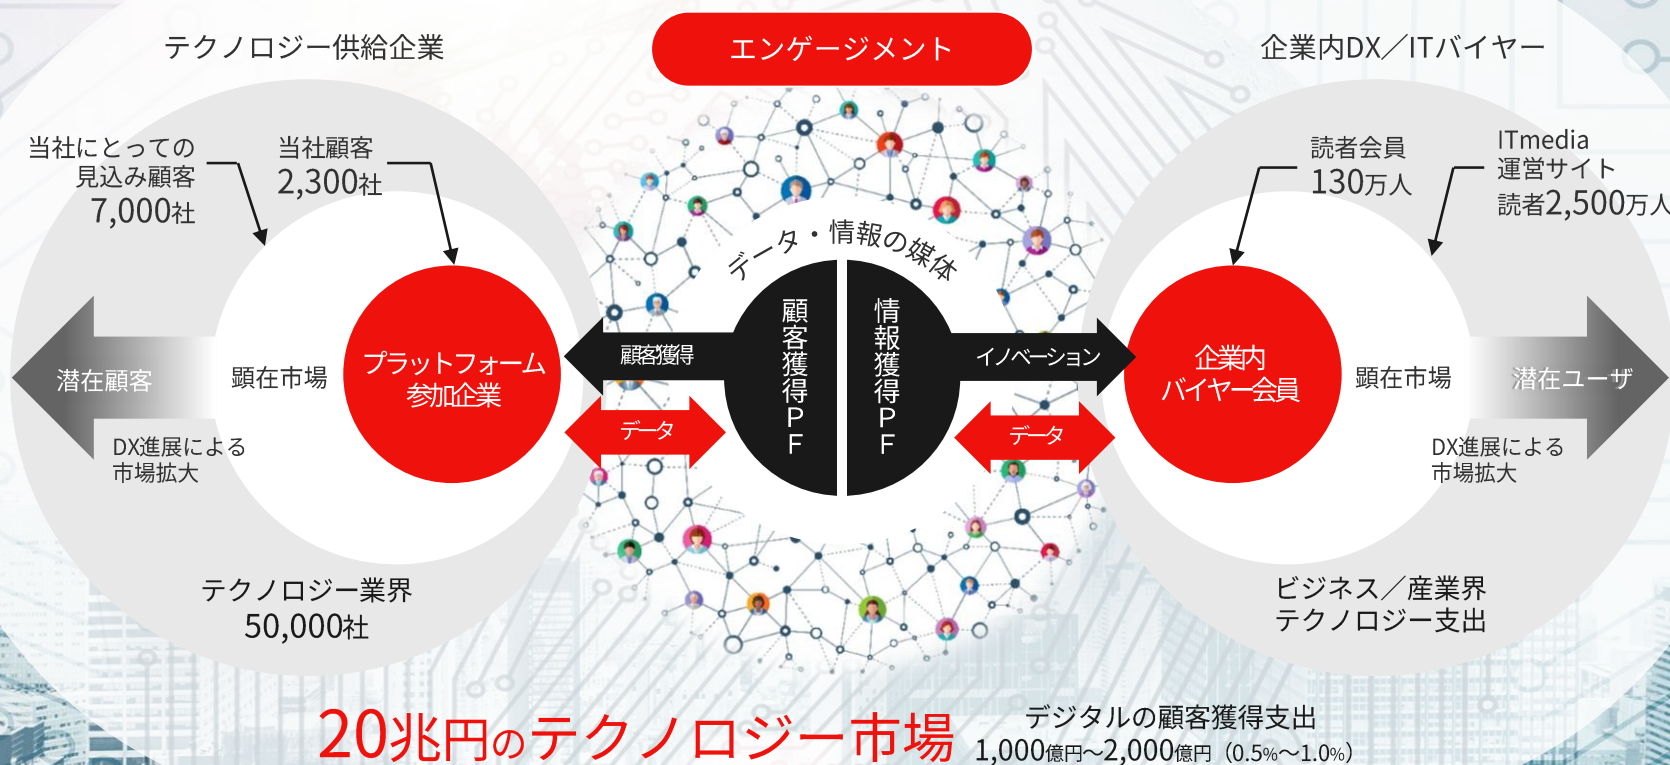 テクノロジー供給企業
エンゲージメント
企業内DX／ITバイヤー
当社にとっての
見込み顧客
7,000社
当社顧客
2,300社
読者会員
130万人
ITmedia
運営サイト
読者2,500万人
データ・情報の媒体
潜在顧客
顕在市場
プラットフォーム
参加企業
顧客獲得
データ
顧客獲得PF
情報獲得PF
イノベーション
データ
企業内
バイヤー会員
顕在市場
潜在ユーザ
DX進展による
市場拡大
DX進展による
市場拡大
テクノロジー業界
50,000社
ビジネス／産業界
テクノロジー支出
20兆円のテクノロジー市場
デジタルの顧客獲得支出
1,000億円～2,000億円（0.5%～1.0%）